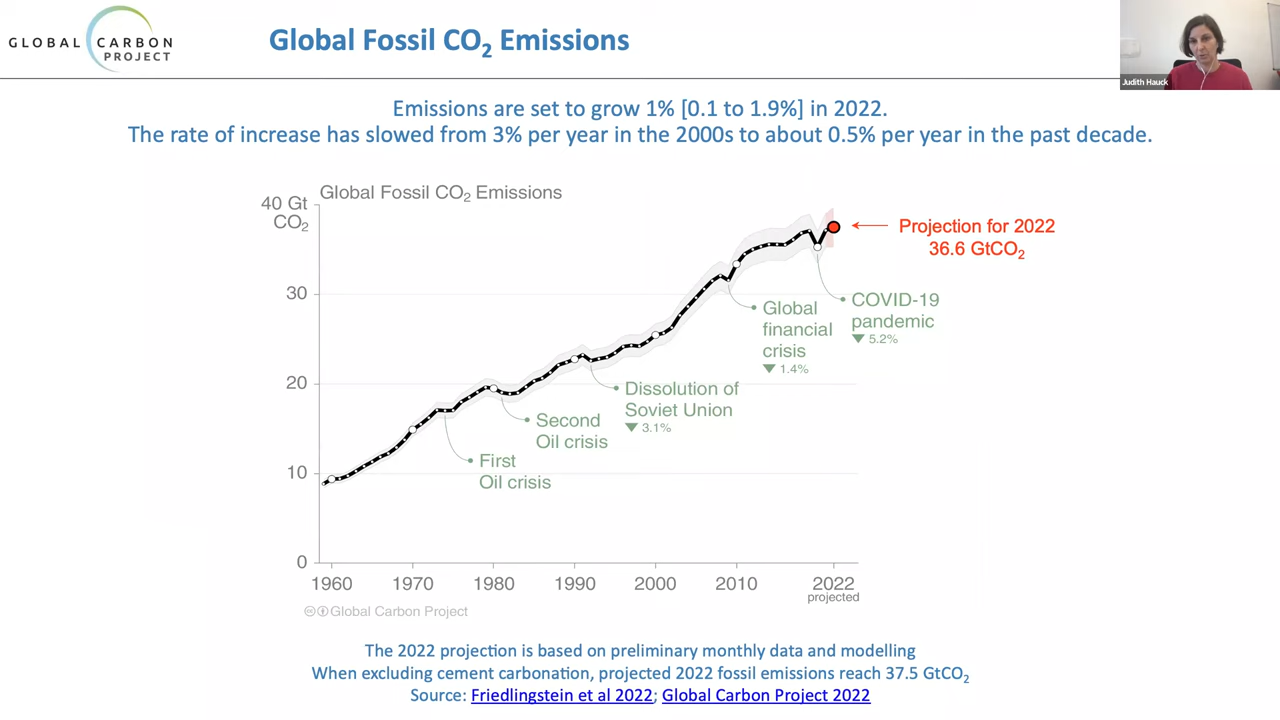 GLOBAL CARBON
PROJECT
Global Fossil CO₂ Emissions
Judith Hauck
Emissions are set to grow 1% [0.1 to 1.9%] in 2022.
The rate of increase has slowed from 3% per year in the 2000s to about 0.5% per year in the past decade.
Global Fossil CO₂ Emissions
40 Gt
CO₂
30
20
10
0
Projection for 2022
36.6 GtCO₂
COVID-19
pandemic
▼ 5.2%
Global
financial
crisis
▼ 1.4%
Dissolution of
Soviet Union
▼ 3.1%
Second
Oil crisis
First
Oil crisis
1960 1970 1980 1990 2000 2010 2022
projected
Global Carbon Project
The 2022 projection is based on preliminary monthly data and modelling
When excluding cement carbonation, projected 2022 fossil emissions reach 37.5 GtCO₂
Source: Friedlingstein et al 2022; Global Carbon Project 2022